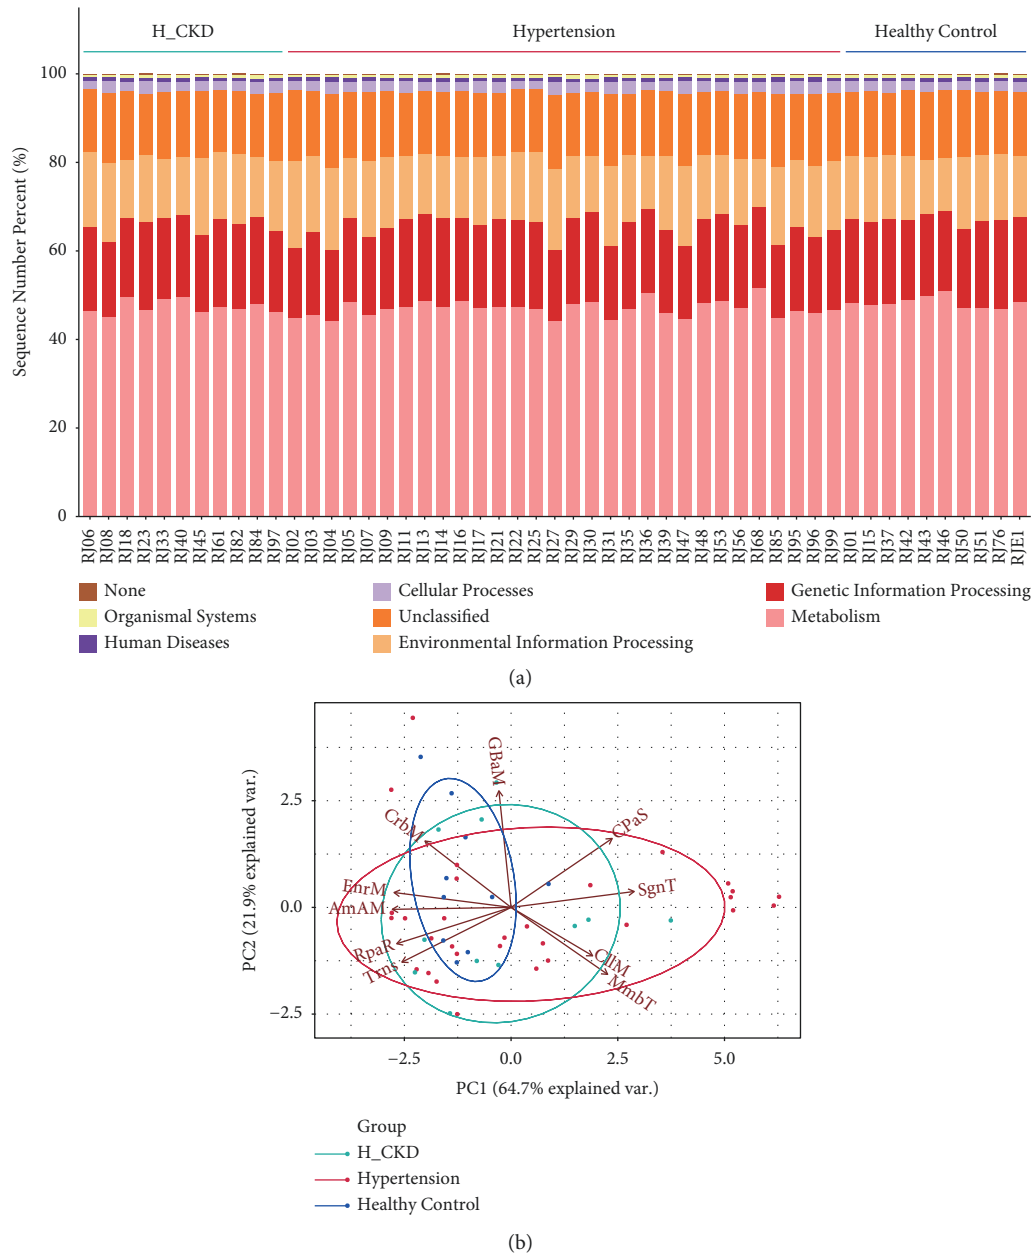 H_CKD Hypertension Healthy Control
100
80
60
40
20
0
Sequence Number Percent (%)
RJ06 RJ08 RJ18 RJ23 RJ33 RJ40 RJ45 RJ61 RJ82 RJ84 RJ97 RJ02 RJ03 RJ04 RJ05 RJ07 RJ09 RJ11 RJ13 RJ14 RJ16 RJ17 RJ21 RJ22 RJ25 RJ27 RJ29 RJ30 RJ31 RJ35 RJ36 RJ39 RJ47 RJ48 RJ53 RJ56 RJ68 RJ85 RJ95 RJ96 RJ99 RJ01 RJ15 RJ37 RJ42 RJ43 RJ46 RJ50 RJ51 RJ76 RJE1
None Cellular Processes Genetic Information Processing
Organismal Systems Unclassified Metabolism
Human Diseases Environmental Information Processing
(a)
GBaM
CrbM
CPaS
EnrM
SgnT
AmAM
RpaR
Trns
CllM
MmbT
2.5
0.0
−2.5
PC2 (21.9% explained var.)
−2.5 0.0 2.5 5.0
PC1 (64.7% explained var.)
Group
H_CKD
Hypertension
Healthy Control
(b)